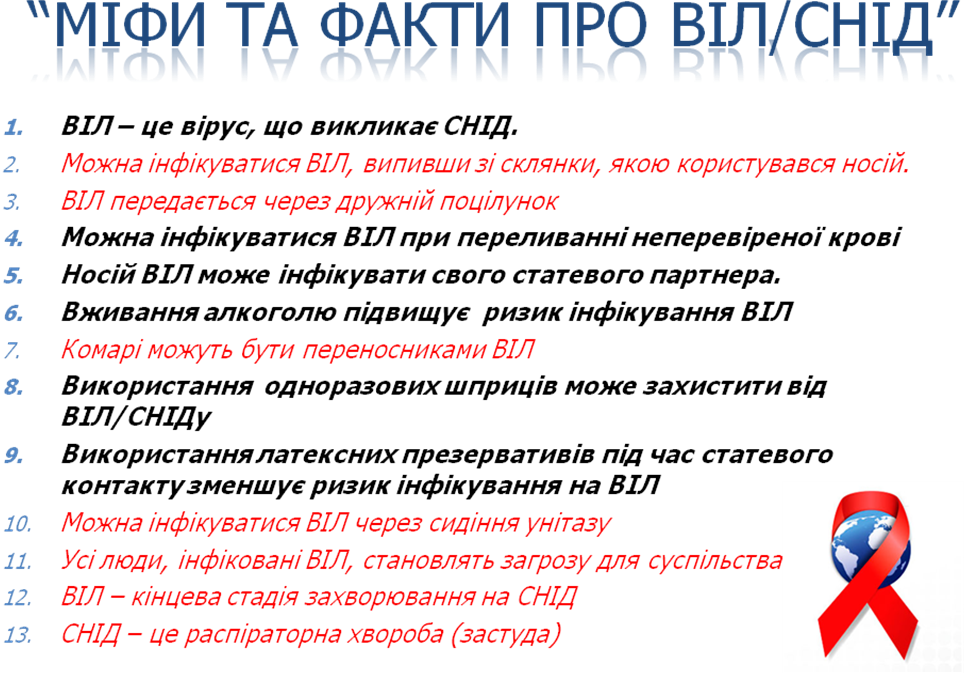 “МІФИ ТА ФАКТИ ПРО ВІЛ/СНІД”
1. ВІЛ – це вірус, що викликає СНІД.
2. Можна інфікуватися ВІЛ, випивши зі склянки, якою користувався носій.
3. ВІЛ передається через дружній поцілунок
4. Можна інфікуватися ВІЛ при переливанні неперевіреної крові
5. Носій ВІЛ може інфікувати свого статевого партнера.
6. Вживання алкоголю підвищує ризик інфікування ВІЛ
7. Комарі можуть бути переносниками ВІЛ
8. Використання одноразових шприців може захистити від
ВІЛ/СНІДу
9. Використання латексних презервативів під час статевого
контакту зменшує ризик інфікування на ВІЛ
10. Можна інфікуватися ВІЛ через сидіння унітазу
11. Усі люди, інфіковані ВІЛ, становлять загрозу для суспільства
12. ВІЛ – кінцева стадія захворювання на СНІД
13. СНІД – це распіраторна хвороба (застуда)